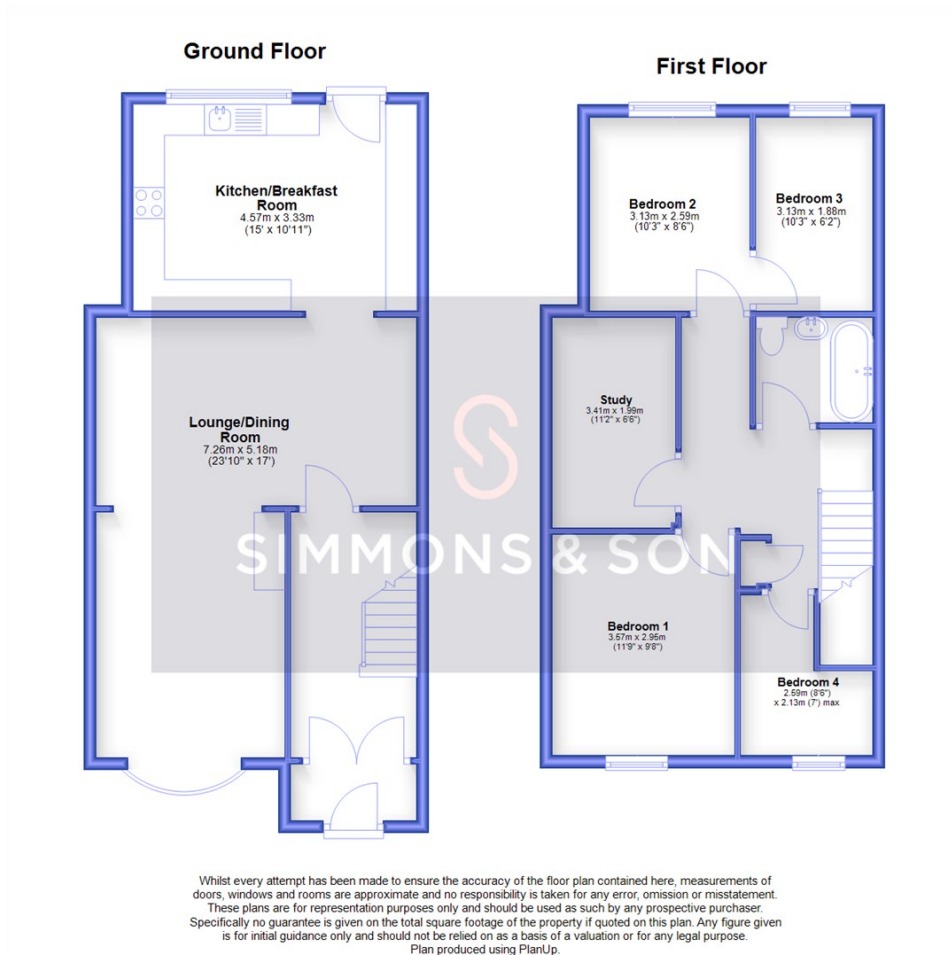 Ground Floor
First Floor
Kitchen/Breakfast
Room
4.57m x 3.33m
(15' x 10'11")
Bedroom 2
3.13m x 2.59m
(10'3" x 8'6")
Bedroom 3
3.13m x 1.88m
(10'3" x 6'2")
Lounge/Dining
Room
7.26m x 5.18m
(23'10" x 17')
Study
3.41m x 1.99m
(11'2" x 6'6")
SIMMONS & SON
Bedroom 1
3.57m x 2.95m
(11'9" x 9'8")
Bedroom 4
2.59m (8'6")
x 2.13m (7') max
Whilst every attempt has been made to ensure the accuracy of the floor plan contained here, measurements of
doors, windows and rooms are approximate and no responsibility is taken for any error, omission or misstatement.
These plans are for representation purposes only and should be used as such by any prospective purchaser.
Specifically no guarantee is given on the total square footage of the property if quoted on this plan. Any figure given
is for initial guidance only and should not be relied on as a basis of a valuation or for any legal purpose.
Plan produced using PlanUp.